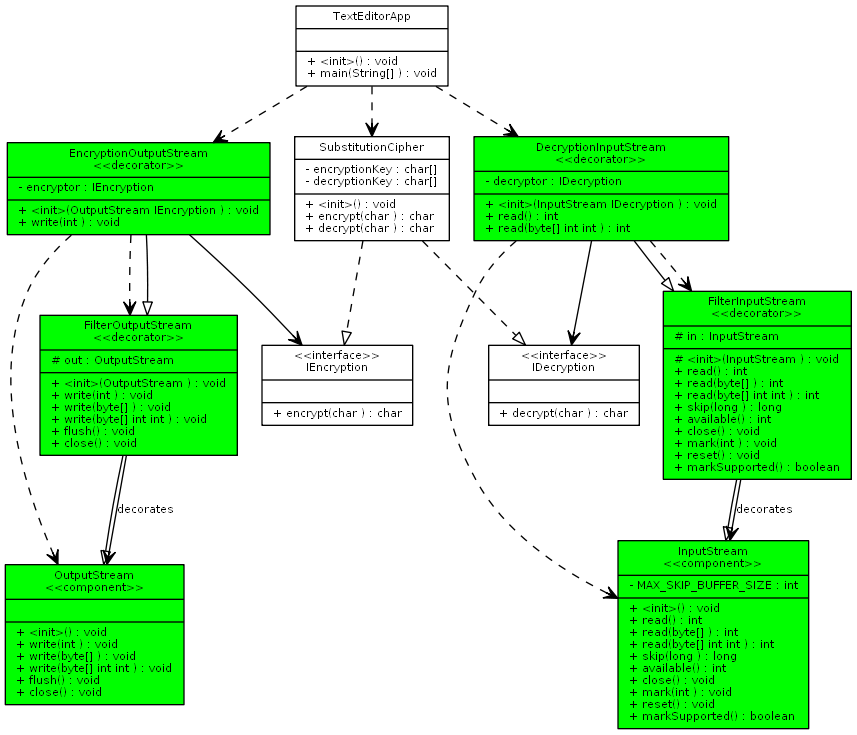 TextEditorApp
+ <init>() : void
+ main(String[] ) : void
EncryptionOutputStream
<<decorator>>
- encryptor : IEncryption
+ <init>(OutputStream IEncryption ) : void
+ write(int ) : void
SubstitutionCipher
- encryptionKey : char[]
- decryptionKey : char[]
+ <init>() : void
+ encrypt(char ) : char
+ decrypt(char ) : char
DecryptionInputStream
<<decorator>>
- decryptor : IDecryption
+ <init>(InputStream IDecryption ) : void
+ read() : int
+ read(byte[] int int ) : int
FilterOutputStream
<<decorator>>
# out : OutputStream
+ <init>(OutputStream ) : void
+ write(int ) : void
+ write(byte[] ) : void
+ write(byte[] int int ) : void
+ flush() : void
+ close() : void
<<interface>>
IEncryption
+ encrypt(char ) : char
<<interface>>
IDecryption
+ decrypt(char ) : char
FilterInputStream
<<decorator>>
# in : InputStream
# <init>(InputStream ) : void
+ read() : int
+ read(byte[] ) : int
+ read(byte[] int int ) : int
+ skip(long ) : long
+ available() : int
+ close() : void
+ mark(int ) : void
+ reset() : void
+ markSupported() : boolean
decorates
decorates
OutputStream
<<component>>
+ <init>() : void
+ write(int ) : void
+ write(byte[] ) : void
+ write(byte[] int int ) : void
+ flush() : void
+ close() : void
InputStream
<<component>>
- MAX_SKIP_BUFFER_SIZE : int
+ <init>() : void
+ read() : int
+ read(byte[] ) : int
+ read(byte[] int int ) : int
+ skip(long ) : long
+ available() : int
+ close() : void
+ mark(int ) : void
+ reset() : void
+ markSupported() : boolean